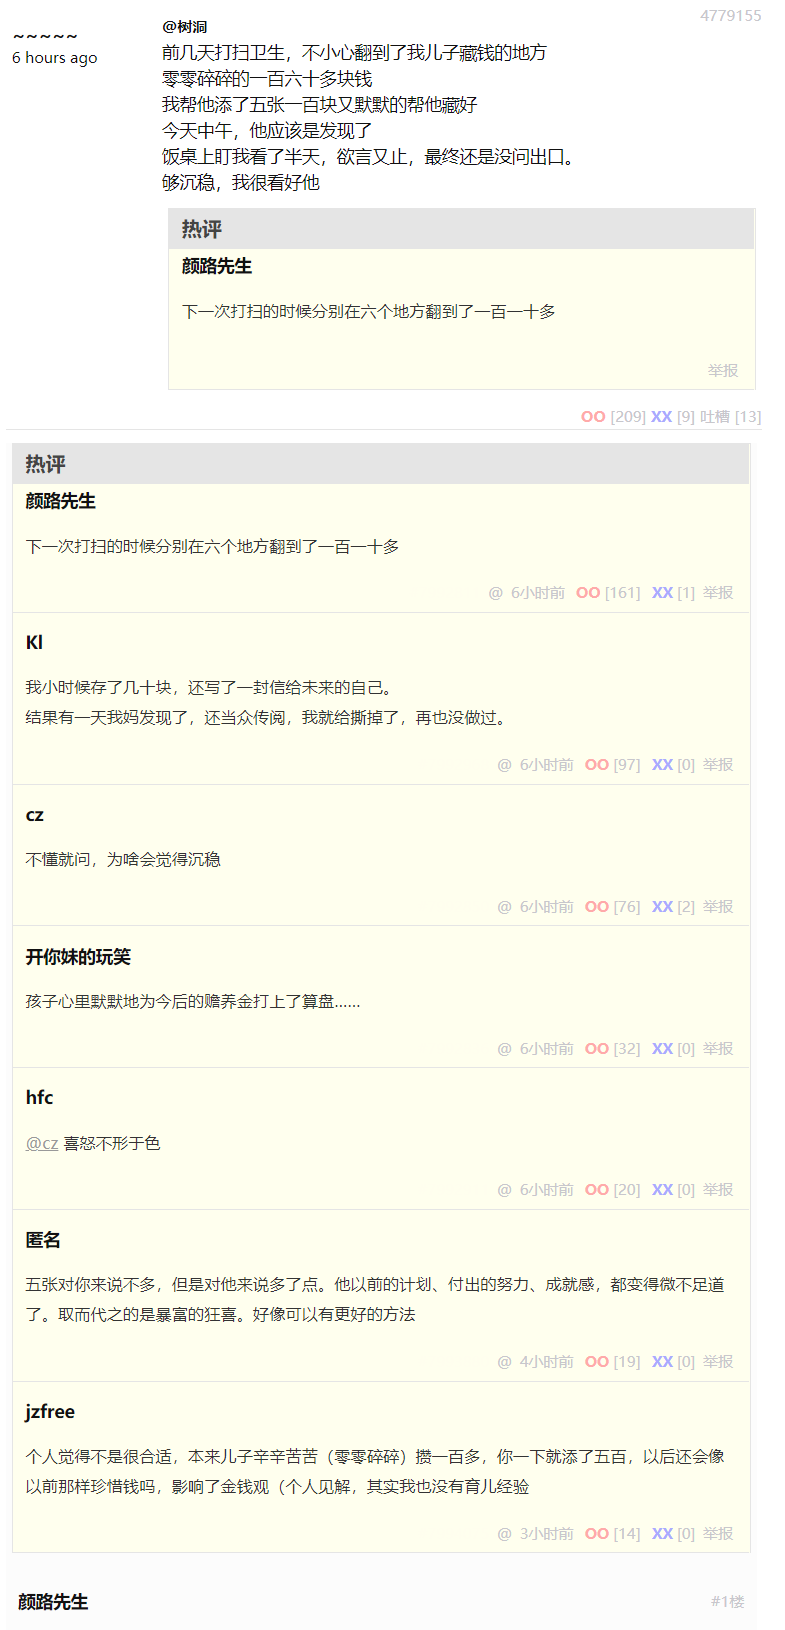 4779155
~~~~~
6 hours ago
@树洞
前几天打扫卫生，不小心翻到了我儿子藏钱的地方
零零碎碎的一百六十多块钱
我帮他添了五张一百块又默默的帮他藏好
今天中午，他应该是发现了
饭桌上盯我看了半天，欲言又止，最终还是没问出口。
够沉稳，我很看好他
热评
颜路先生
下一次打扫的时候分别在六个地方翻到了一百一十多
举报
OO [209] XX [9] 吐槽 [13]
热评
颜路先生
下一次打扫的时候分别在六个地方翻到了一百一十多
@ 6小时前 OO [161] XX [1] 举报
Kl
我小时候存了几十块，还写了一封信给未来的自己。
结果有一天我妈发现了，还当众传阅，我就给撕掉了，再也没做过。
@ 6小时前 OO [97] XX [0] 举报
cz
不懂就问，为啥会觉得沉稳
@ 6小时前 OO [76] XX [2] 举报
开你妹的玩笑
孩子心里默默地为今后的赡养金打上了算盘……
@ 6小时前 OO [32] XX [0] 举报
hfc
@cz 喜怒不形于色
@ 6小时前 OO [20] XX [0] 举报
匿名
五张对你来说不多，但是对他来说多了点。他以前的计划、付出的努力、成就感，都变得微不足道
了。取而代之的是暴富的狂喜。好像可以有更好的方法
@ 4小时前 OO [19] XX [0] 举报
jzfree
个人觉得不是很合适，本来儿子辛辛苦苦（零零碎碎）攒一百多，你一下就添了五百，以后还会像
以前那样珍惜钱吗，影响了金钱观（个人见解，其实我也没有育儿经验
@ 3小时前 OO [14] XX [0] 举报
颜路先生
#1楼